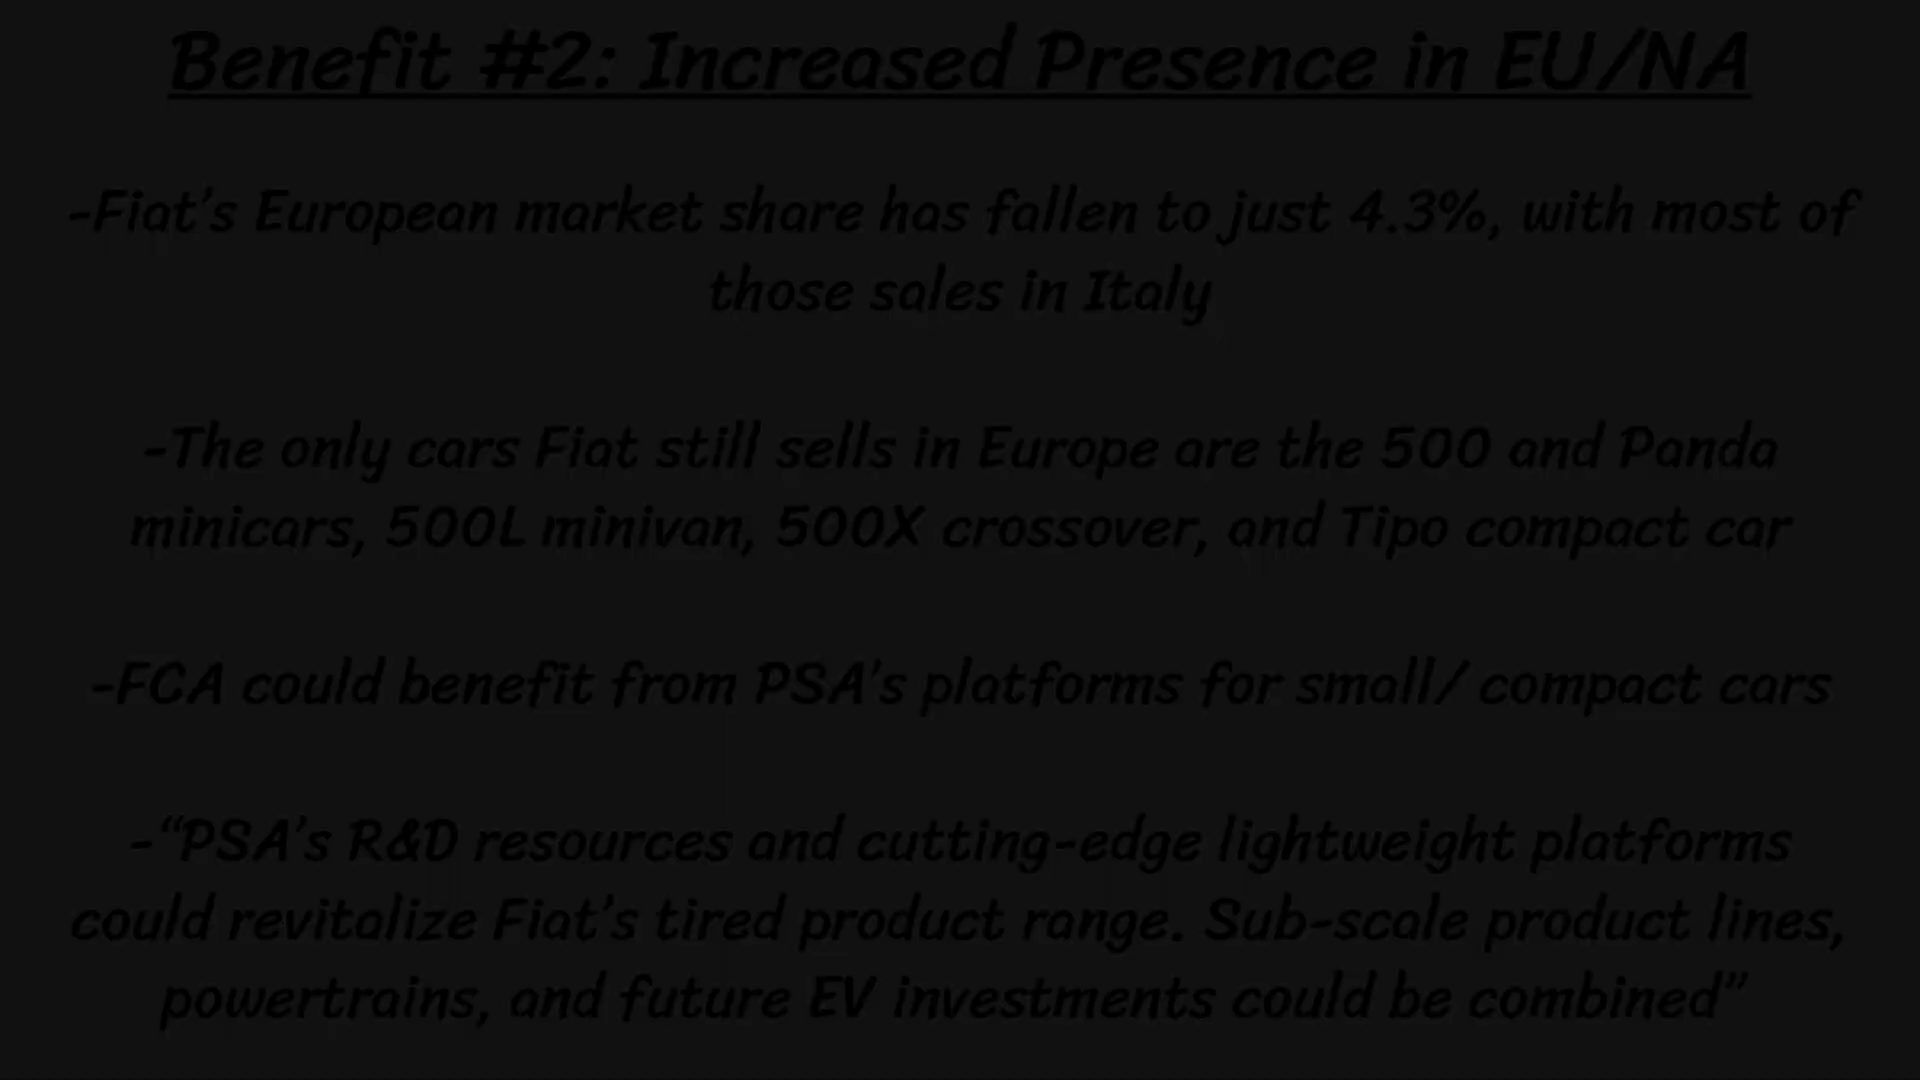 Benefit #2: Increased Presence in EU/NA
-Fiat’s European market share has fallen to just 4.3%, with most of
those sales in Italy
-The only cars Fiat still sells in Europe are the 500 and Panda
minicars, 500L minivan, 500X crossover, and Tipo compact car
-FCA could benefit from PSA’s platforms for small/ compact cars
-“PSA’s R&D resources and cutting-edge lightweight platforms
could revitalize Fiat’s tired product range. Sub-scale product lines,
powertrains, and future EV investments could be combined”